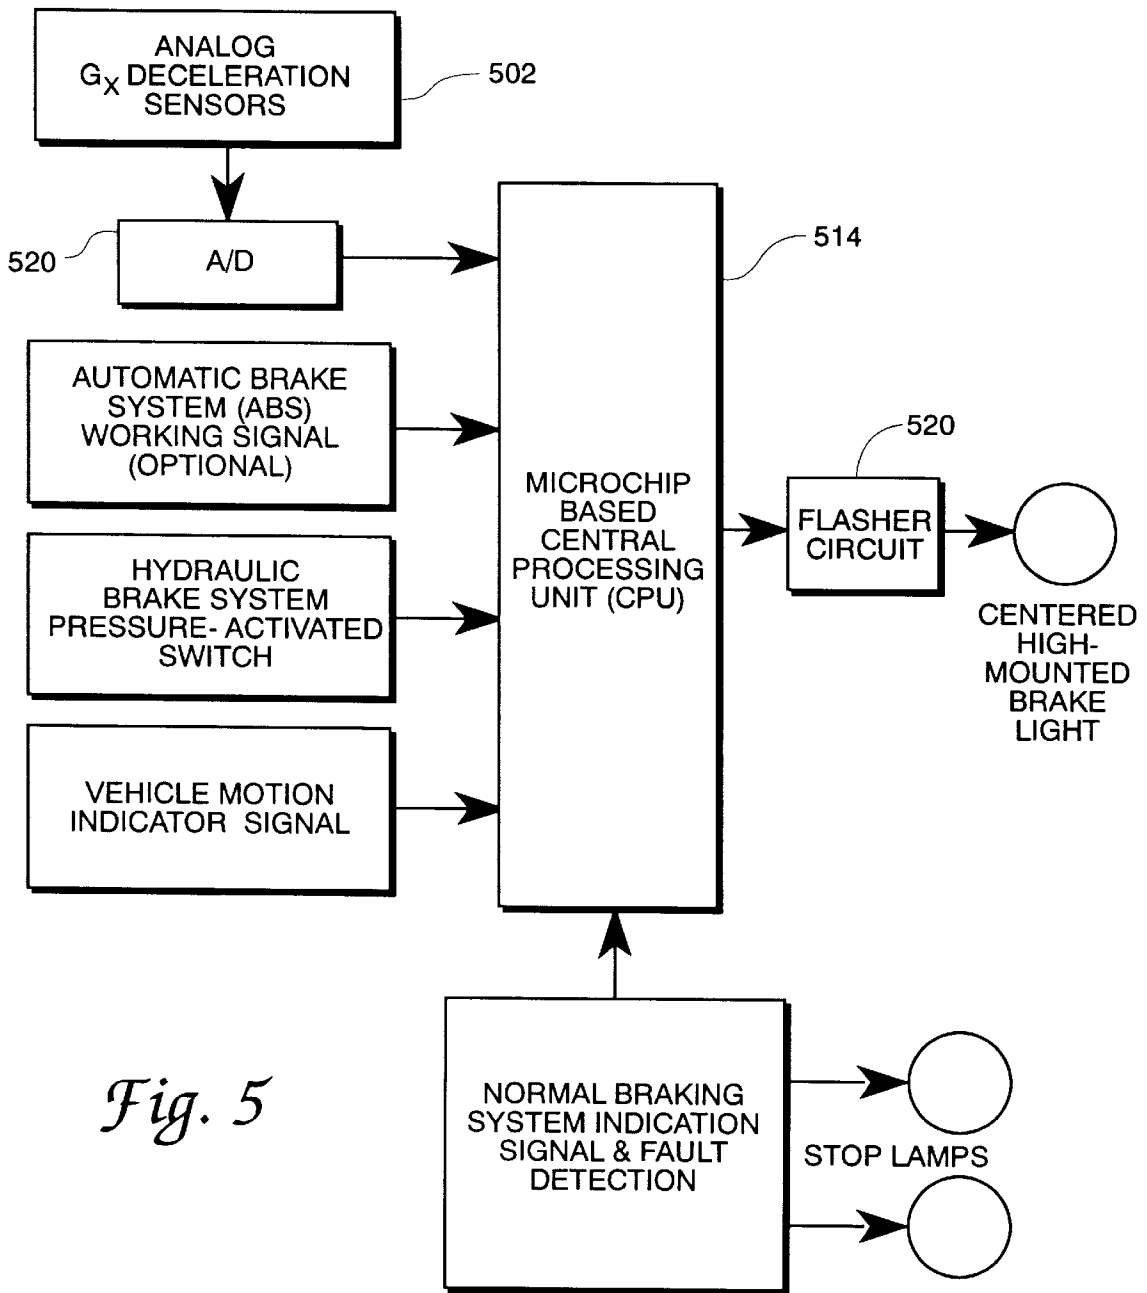 ANALOG
GX DECELERATION
SENSORS
502
520
A/D
514
AUTOMATIC BRAKE
SYSTEM (ABS)
WORKING SIGNAL
(OPTIONAL)
HYDRAULIC
BRAKE SYSTEM
PRESSURE- ACTIVATED
SWITCH
VEHICLE MOTION
INDICATOR SIGNAL
MICROCHIP
BASED
CENTRAL
PROCESSING
UNIT (CPU)
520
FLASHER
CIRCUIT
CENTERED
HIGH-
MOUNTED
BRAKE
LIGHT
NORMAL BRAKING
SYSTEM INDICATION
SIGNAL & FAULT
DETECTION
STOP LAMPS
Fig. 5